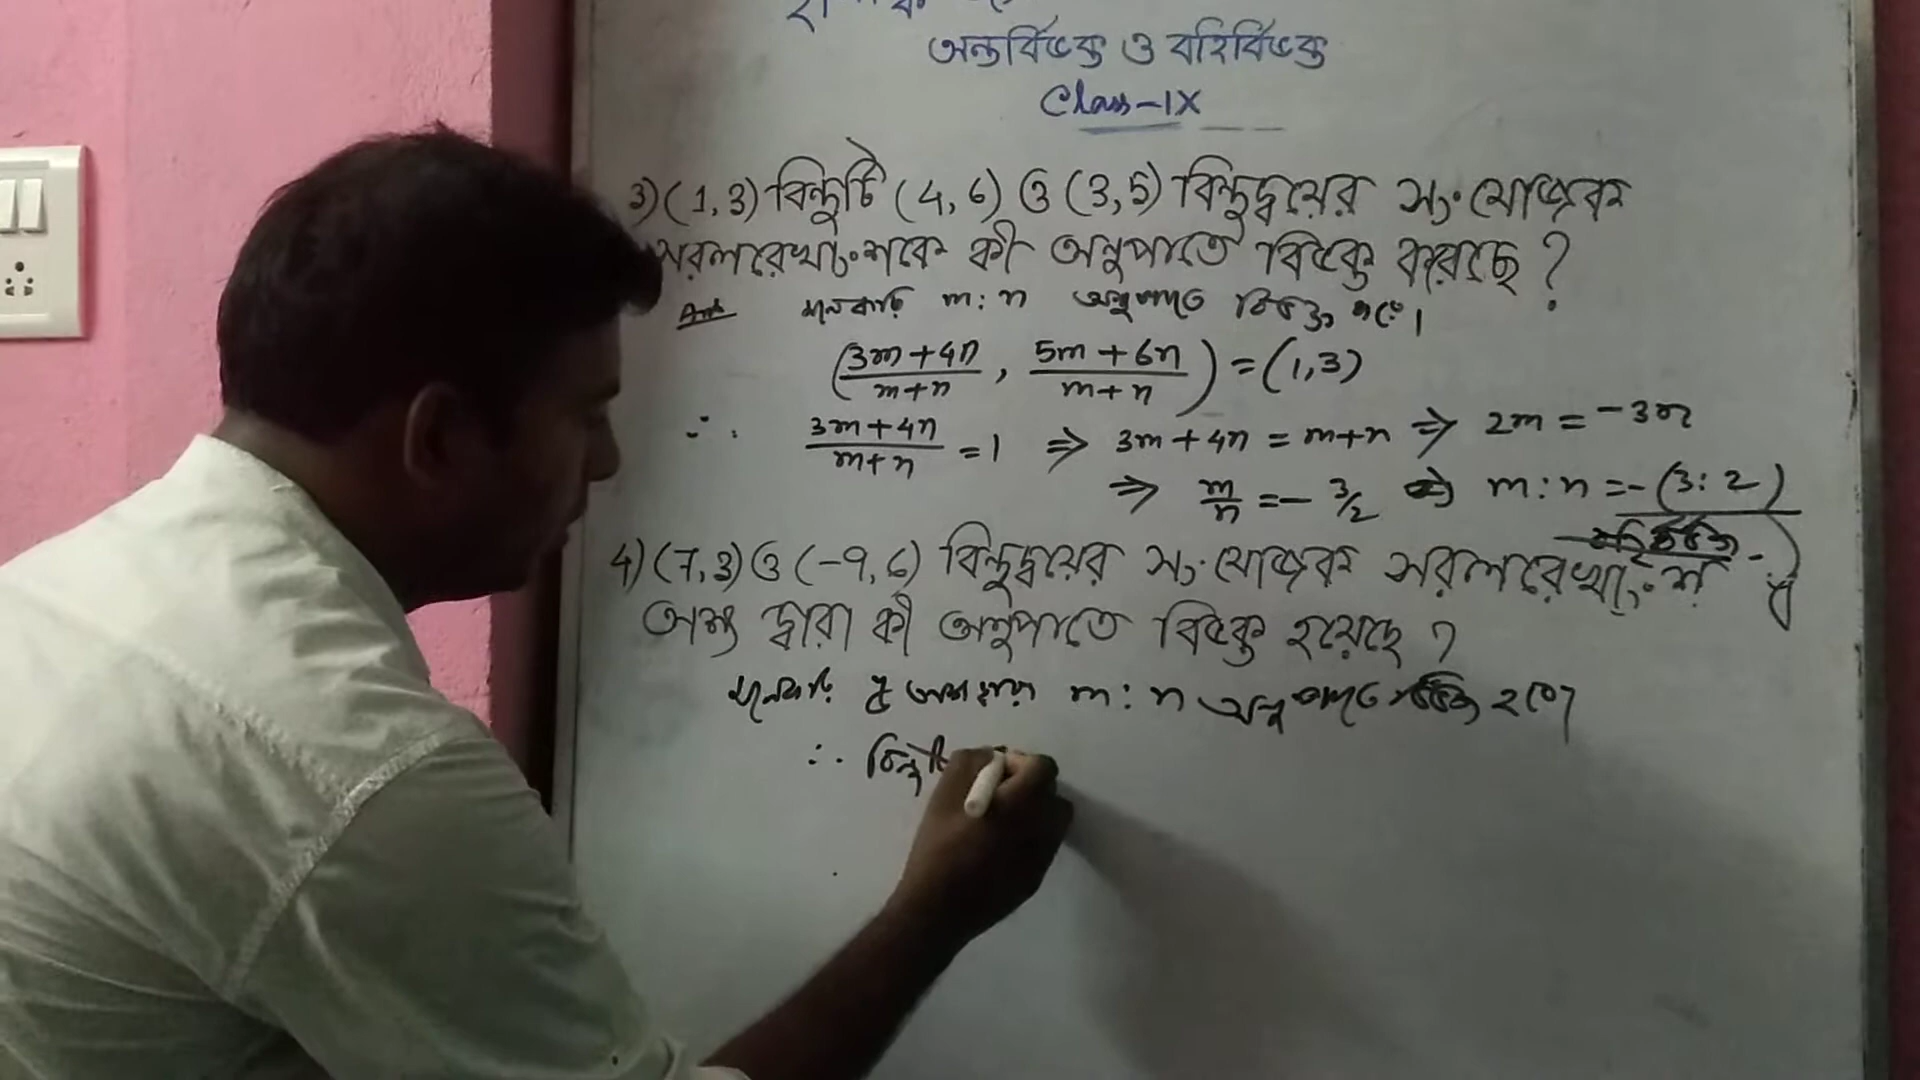 অন্তর্বিভক্ত ও বহির্বিভক্ত
Class-IX
3) (1,3) বিন্দুটি (4,6) ও (3,5) বিন্দুদ্বয়ের সংযোজক
সরলরেখাংশকে কী অনুপাতে বিভক্ত করেছে ?
Ans মনেকরি m:n অনুপাতে বিভক্ত করে।
(3m+4n/m+n, 5m+6n/m+n) = (1,3)
∴ 3m+4n/m+n = 1 ⇒ 3m+4n = m+n ⇒ 2m = -3n
⇒ m/n = -3/2 ⇒ m:n = -(3:2)
4) (7,3) ও (-9,6) বিন্দুদ্বয়ের সংযোজক সরলরেখাংশ y
অক্ষ দ্বারা কী অনুপাতে বিভক্ত হয়েছে ?
মনেকরি y অক্ষ দ্বারা m:n অনুপাতে বিভক্ত হবে।
∴